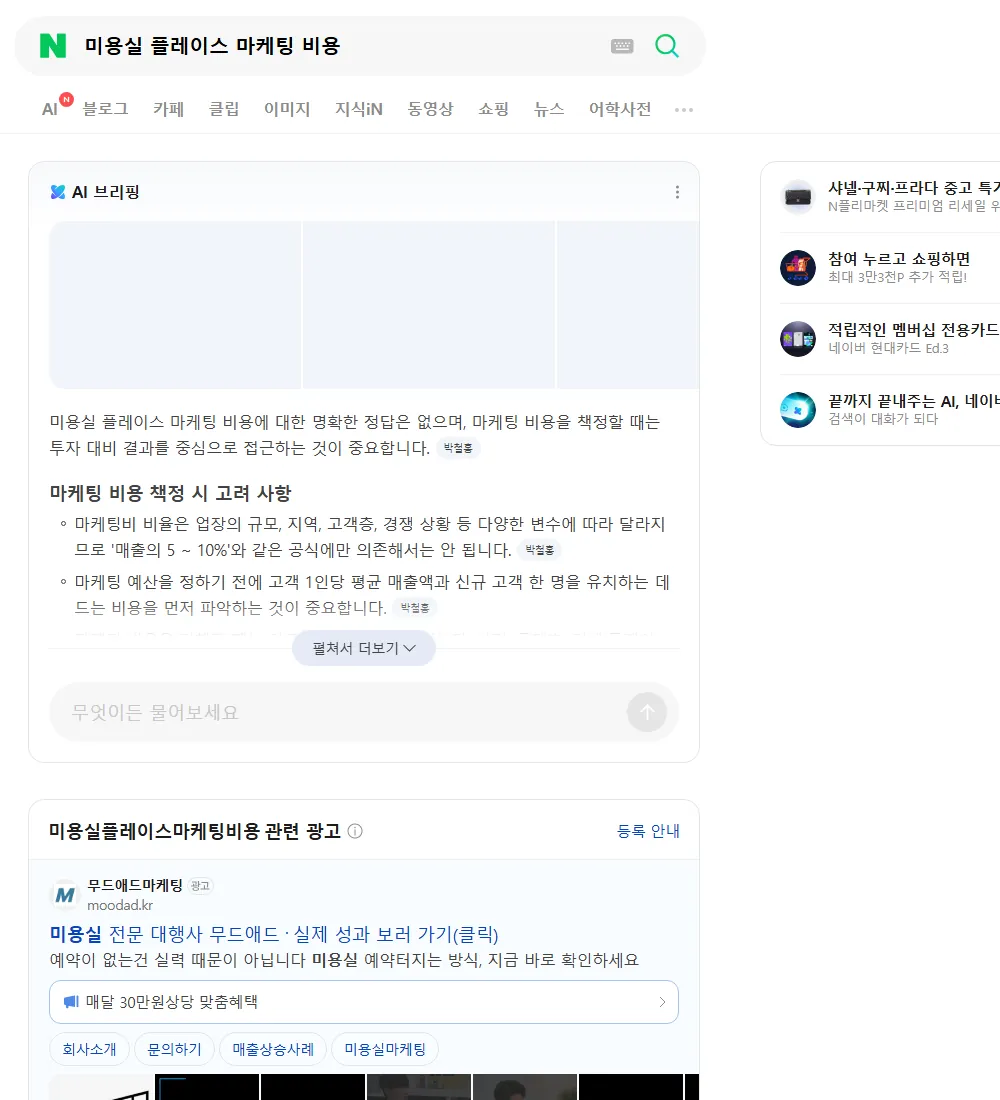 N 미용실 플레이스 마케팅 비용
AI N 블로그 카페 클립 이미지 지식iN 동영상 쇼핑 뉴스 어학사전
AI 브리핑
미용실 플레이스 마케팅 비용에 대한 명확한 정답은 없으며, 마케팅 비용을 책정할 때는
투자 대비 결과를 중심으로 접근하는 것이 중요합니다. 박철홍
마케팅 비용 책정 시 고려 사항
마케팅비 비율은 업장의 규모, 지역, 고객층, 경쟁 상황 등 다양한 변수에 따라 달라지
므로 '매출의 5 ~ 10%'와 같은 공식에만 의존해서는 안 됩니다. 박철홍
마케팅 예산을 정하기 전에 고객 1인당 평균 매출액과 신규 고객 한 명을 유치하는 데
드는 비용을 먼저 파악하는 것이 중요합니다. 박철홍
펼쳐서 더보기
무엇이든 물어보세요
미용실플레이스마케팅비용 관련 광고
등록 안내
M 무드애드마케팅 광고
moodad.kr
미용실 전문 대행사 무드애드 · 실제 성과 보러 가기(클릭)
예약이 없는건 실력 때문이 아닙니다 미용실 예약터지는 방식, 지금 바로 확인하세요
매달 30만원상당 맞춤혜택
회사소개 문의하기 매출상승사례 미용실마케팅
샤넬·구찌·프라다 중고 특가
N플리마켓 프리미엄 리세일
참여 누르고 쇼핑하면
최대 3만3천P 추가 적립!
적립적인 멤버십 전용카드
네이버 현대카드 Ed.3
끝까지 끝내주는 AI, 네이버
검색이 대화가 되다